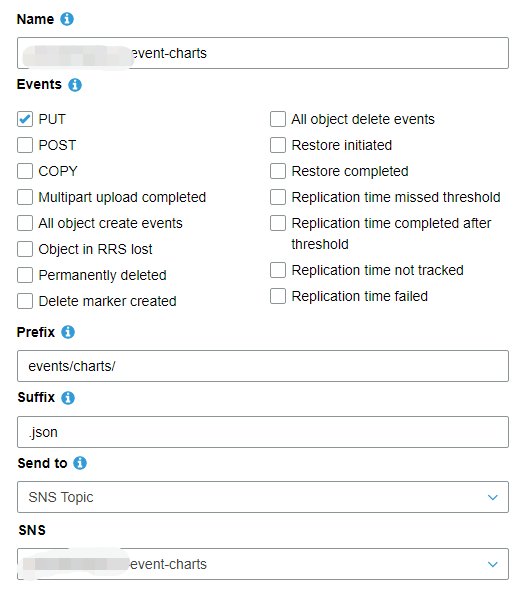 Name
event-charts
Events
PUT
POST
COPY
Multipart upload completed
All object create events
Object in RRS lost
Permanently deleted
Delete marker created
All object delete events
Restore initiated
Restore completed
Replication time missed threshold
Replication time completed after
threshold
Replication time not tracked
Replication time failed
Prefix
events/charts/
Suffix
.json
Send to
SNS Topic
SNS
event-charts